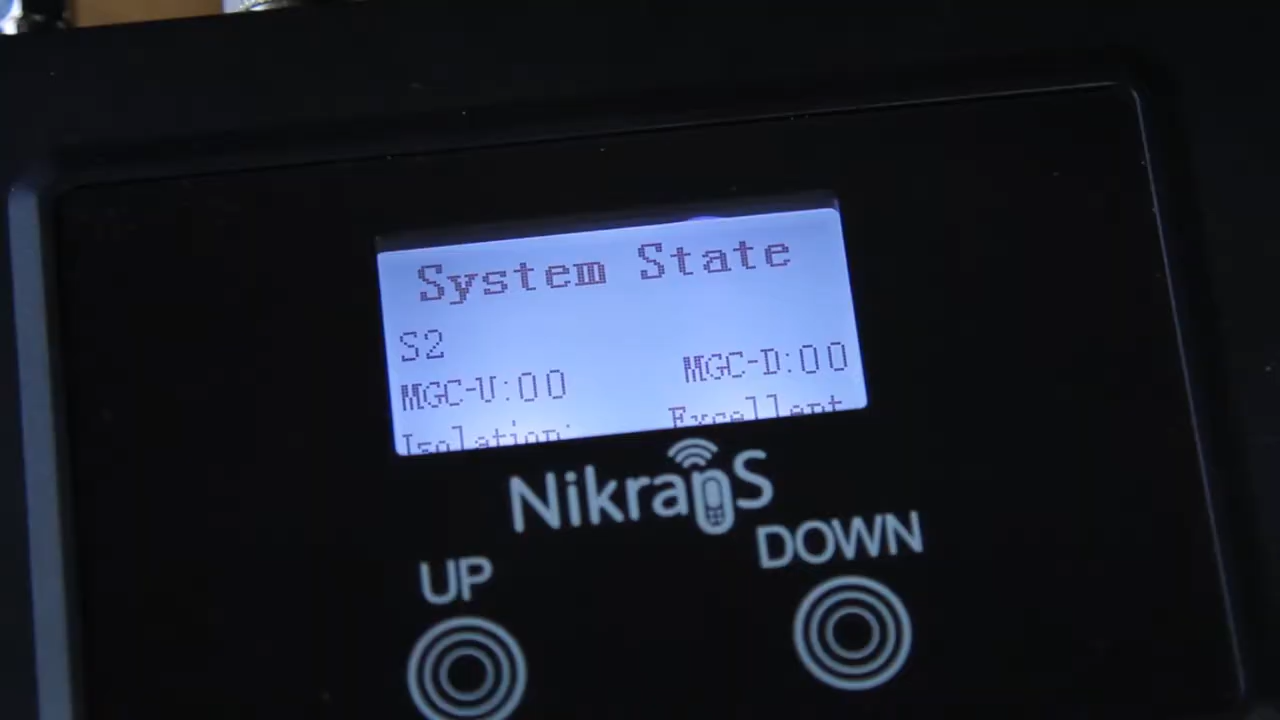 System State
S2
MGC-U:00 MGC-D:00
Isolation: Excellent
NikranS
UP DOWN